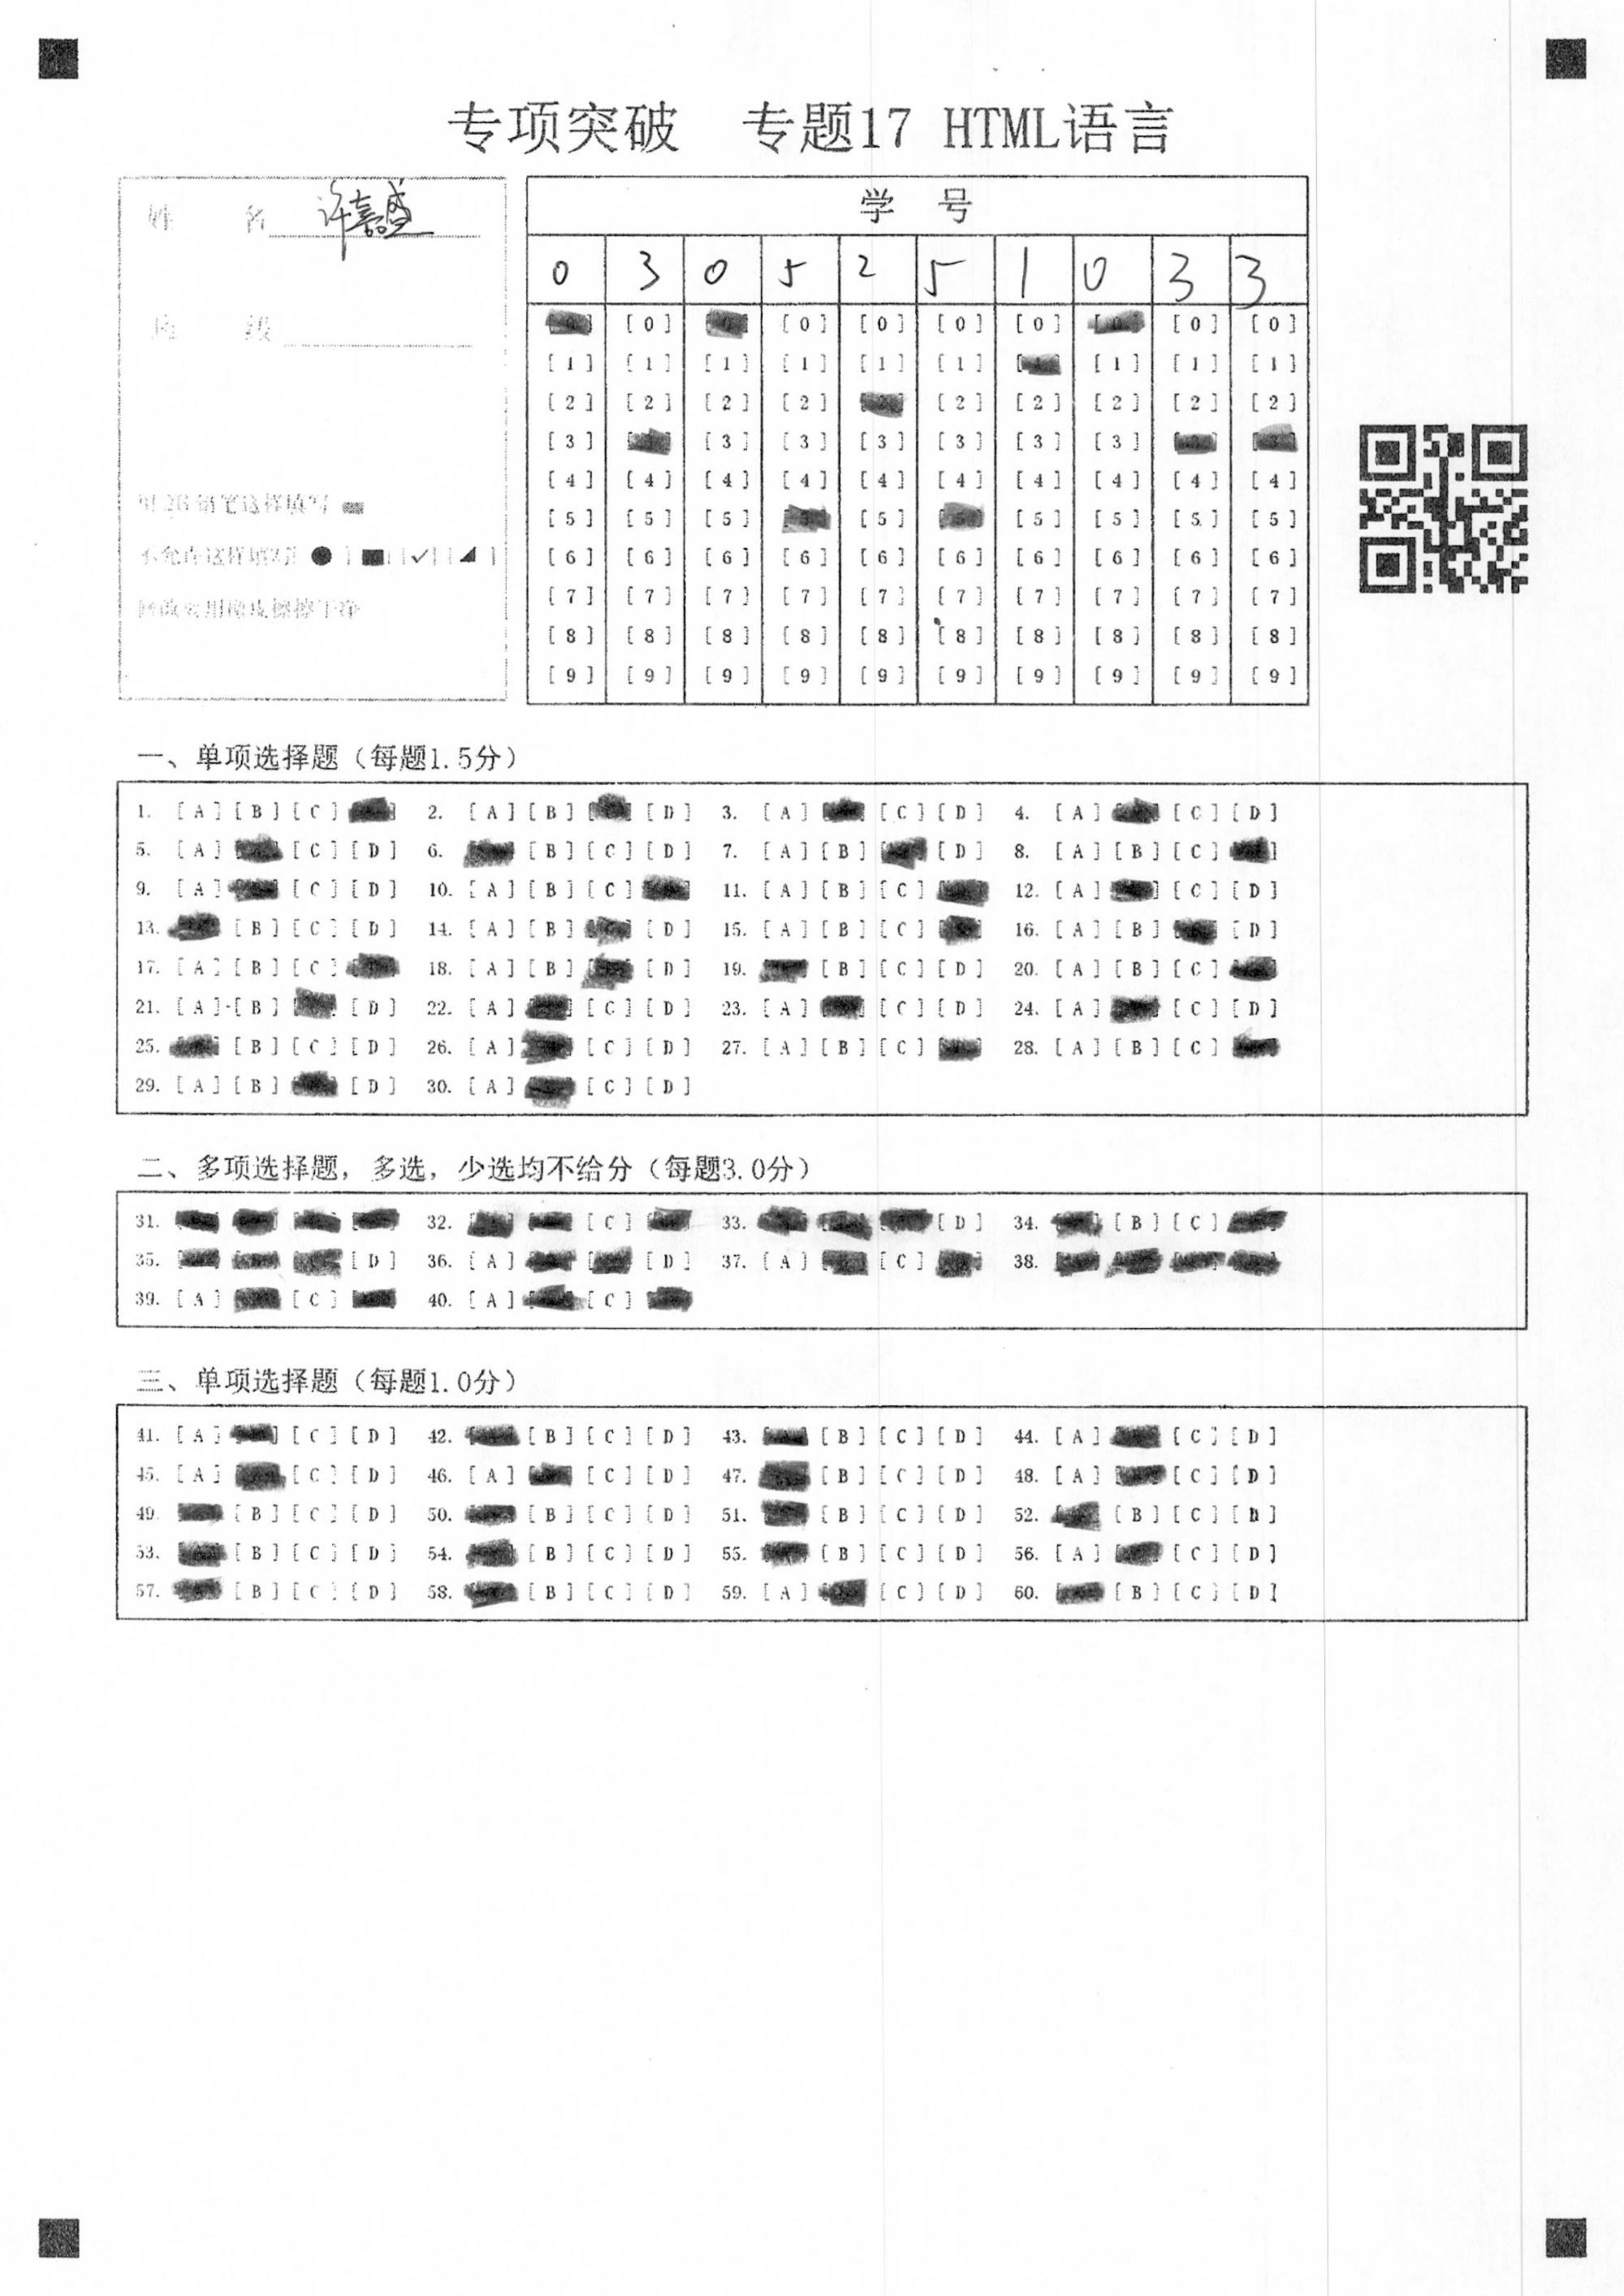 专项突破 专题17 HTML语言
姓 名 许嘉盛
班 级
用2B铅笔这样填写
不允许这样填写
修改要用橡皮擦擦干净
学 号
0 3 0 5 2 5 1 0 3 3
[0] [0] [0] [0] [0] [0] [0]
[1] [1] [1] [1] [1] [1] [1] [1] [1]
[2] [2] [2] [2] [2] [2] [2] [2] [2]
[3] [3] [3] [3] [3] [3] [3]
[4] [4] [4] [4] [4] [4] [4] [4] [4] [4]
[5] [5] [5] [5] [5] [5] [5] [5]
[6] [6] [6] [6] [6] [6] [6] [6] [6] [6]
[7] [7] [7] [7] [7] [7] [7] [7] [7] [7]
[8] [8] [8] [8] [8] [8] [8] [8] [8] [8]
[9] [9] [9] [9] [9] [9] [9] [9] [9] [9]
一、单项选择题（每题1.5分）
1. [A] [B] [C] 2. [A] [B] [D] 3. [A] [C] [D] 4. [A] [C] [D]
5. [A] [C] [D] 6. [B] [C] [D] 7. [A] [B] [D] 8. [A] [B] [C]
9. [A] [C] [D] 10. [A] [B] [C] 11. [A] [B] [C] 12. [A] [C] [D]
13. [B] [C] [D] 14. [A] [B] [D] 15. [A] [B] [C] 16. [A] [B] [D]
17. [A] [B] [C] 18. [A] [B] [D] 19. [B] [C] [D] 20. [A] [B] [C]
21. [A] [B] [D] 22. [A] [C] [D] 23. [A] [C] [D] 24. [A] [C] [D]
25. [B] [C] [D] 26. [A] [C] [D] 27. [A] [B] [C] 28. [A] [B] [C]
29. [A] [B] [D] 30. [A] [C] [D]
二、多项选择题，多选，少选均不给分（每题3.0分）
31. 32. [C] 33. [D] 34. [B] [C]
35. [D] 36. [A] [D] 37. [A] [C] 38.
39. [A] [C] 40. [A] [C]
三、单项选择题（每题1.0分）
41. [A] [C] [D] 42. [B] [C] [D] 43. [B] [C] [D] 44. [A] [C] [D]
45. [A] [C] [D] 46. [A] [C] [D] 47. [B] [C] [D] 48. [A] [C] [D]
49. [B] [C] [D] 50. [B] [C] [D] 51. [B] [C] [D] 52. [B] [C] [D]
53. [B] [C] [D] 54. [B] [C] [D] 55. [B] [C] [D] 56. [A] [C] [D]
57. [B] [C] [D] 58. [B] [C] [D] 59. [A] [C] [D] 60. [B] [C] [D]